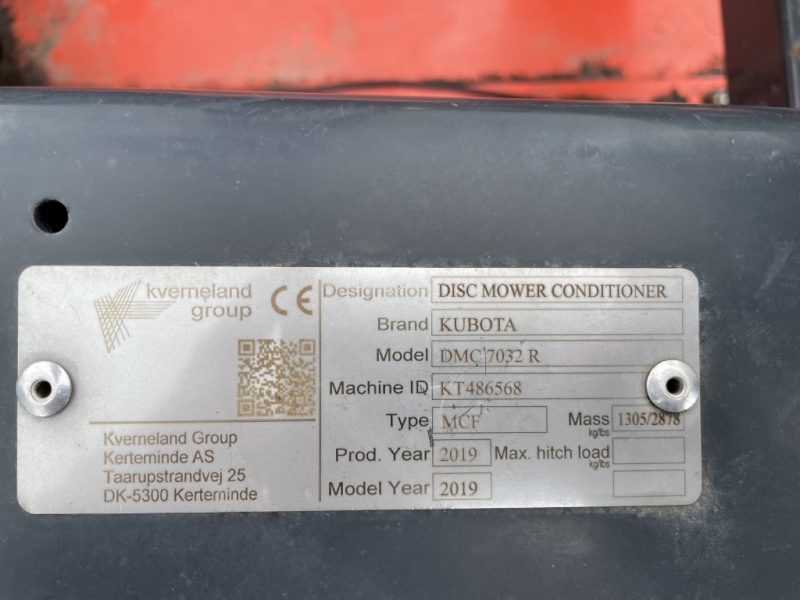 kverneland
group
CE
Kverneland Group
Kerteminde AS
Taarupstrandvej 25
DK-5300 Kerteminde
Designation DISC MOWER CONDITIONER
Brand KUBOTA
Model DMC 7032 R
Machine ID KT486568
Type MCF Mass kg/lbs 1305/2878
Prod. Year 2019 Max. hitch load kg/lbs
Model Year 2019